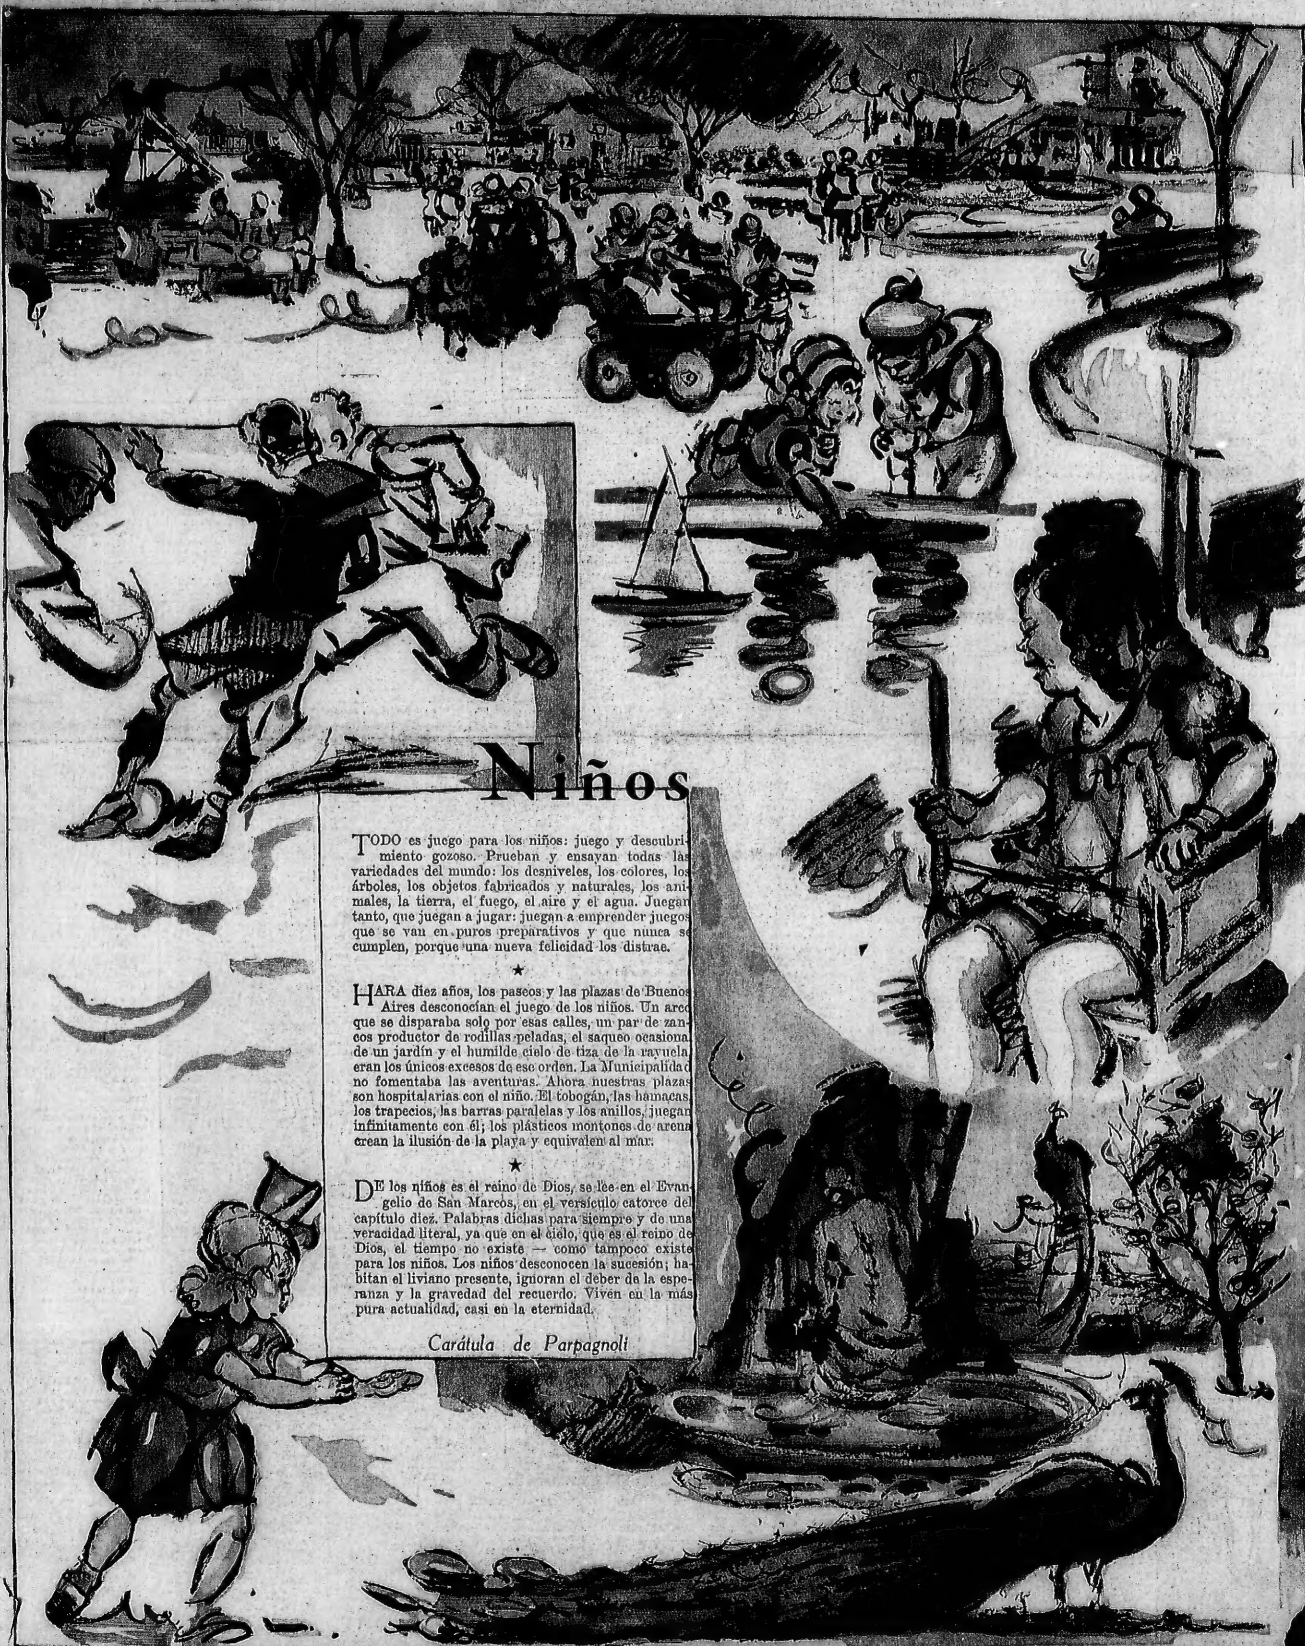 Niños
TODO es juego para los niños: juego y descubri-
miento gozoso. Prueban y ensayan todas las
variedades del mundo: los desniveles, los colores, los
árboles, los objetos fabricados y naturales, los ani-
males, la tierra, el fuego, el aire y el agua. Juegan
tanto, que juegan a jugar: juegan a emprender juegos
que se van en puros preparativos y que nunca se
cumplen, porque una nueva felicidad los distrae.
★
HARA diez años, los paseos y las plazas de Buenos
Aires desconocían el juego de los niños. Un arco
que se disparaba solo por esas calles, un par de zan-
cos productor de rodillas peladas, el saqueo ocasiona
de un jardín y el humilde cielo de tiza de la rayuela
eran los únicos excesos de ese orden. La Municipalidad
no fomentaba las aventuras. Ahora nuestras plazas
son hospitalarias con el niño. El tobogán, las hamacas,
los trapecios, las barras paralelas y los anillos, juegan
infinitamente con él; los plásticos montones de arena
crean la ilusión de la playa y equivalen al mar.
★
DE los niños es el reino de Dios, se lee en el Evan-
gelio de San Marcos, en el versículo catorce del
capítulo diez. Palabras dichas para siempre y de una
veracidad literal, ya que en el cielo, que es el reino de
Dios, el tiempo no existe — como tampoco existe
para los niños. Los niños desconocen la sucesión; ha-
bitan el liviano presente, ignoran el deber de la espe-
ranza y la gravedad del recuerdo. Viven en la más
pura actualidad, casi en la eternidad.
Carátula de Parpagnoli